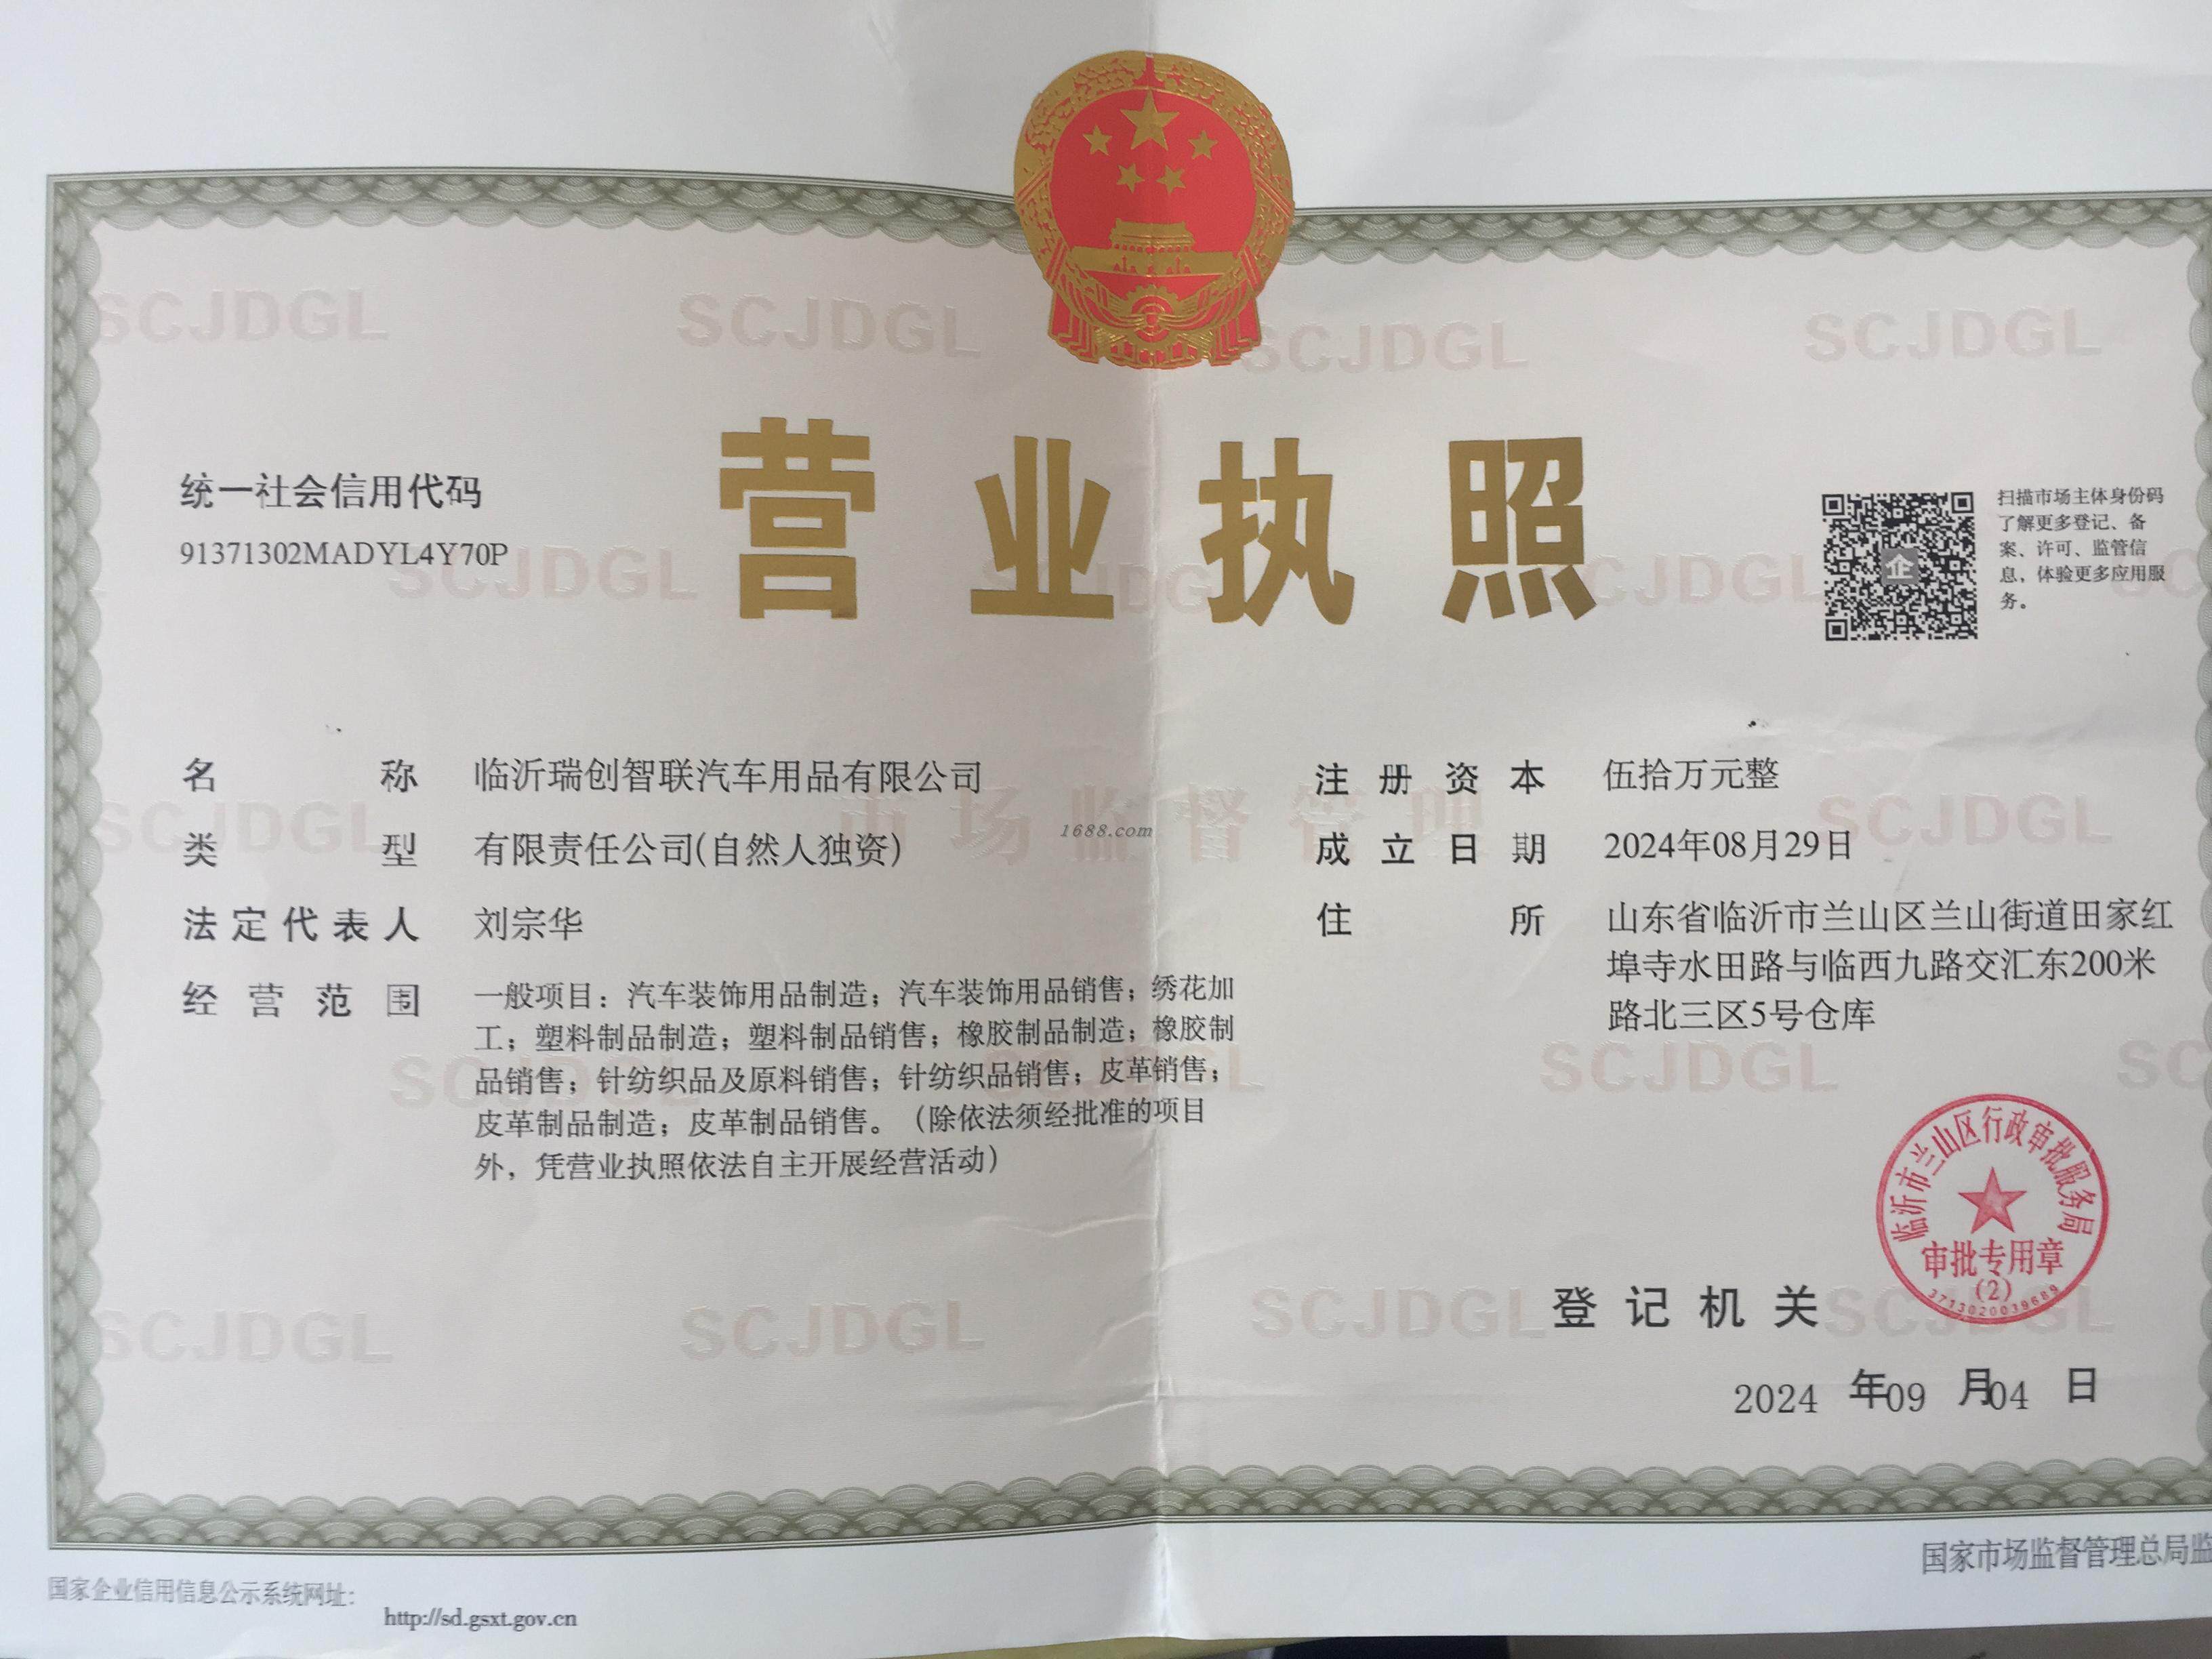 营业执照
统一社会信用代码
91371302MADYL4Y70P
扫描市场主体身份码
了解更多登记、备
案、许可、监管信
息，体验更多应用服
务。
名称 临沂瑞创智联汽车用品有限公司
类型 有限责任公司(自然人独资)
法定代表人 刘宗华
经营范围 一般项目：汽车装饰用品制造；汽车装饰用品销售；绣花加
工；塑料制品制造；塑料制品销售；橡胶制品制造；橡胶制
品销售；针纺织品及原料销售；针纺织品销售；皮革销售；
皮革制品制造；皮革制品销售。（除依法须经批准的项目
外，凭营业执照依法自主开展经营活动）
注册资本 伍拾万元整
成立日期 2024年08月29日
住所 山东省临沂市兰山区兰山街道田家红
埠寺水田路与临西九路交汇东200米
路北三区5号仓库
1688.com
市场监督管理
SCJDGL
临沂市兰山区行政审批服务局
审批专用章
(2)
3713020039689
登记机关
2024 年09 月04 日
国家企业信用信息公示系统网址：
http://sd.gsxt.gov.cn
国家市场监督管理总局监